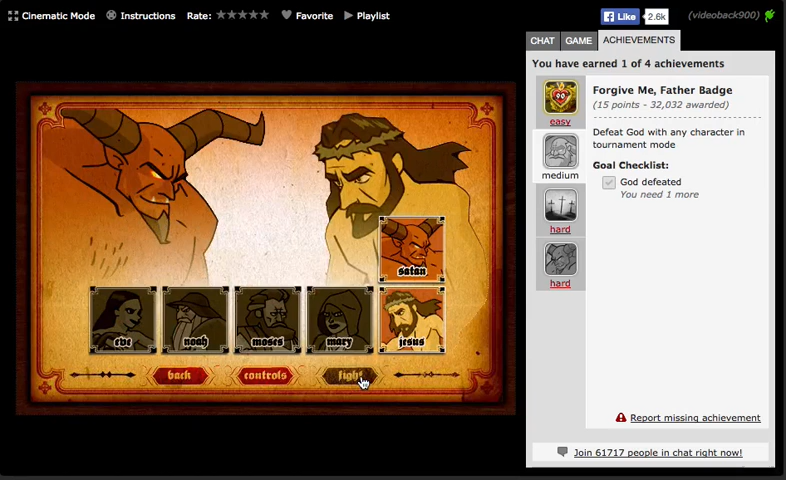 Cinematic Mode Instructions Rate: Favorite Playlist
Like 2.6k (videoback900)
CHAT GAME ACHIEVEMENTS
You have earned 1 of 4 achievements
easy
medium
hard
hard
Forgive Me, Father Badge
(15 points - 32,032 awarded)
Defeat God with any character in
tournament mode
Goal Checklist:
God defeated
You need 1 more
satan
eve noah moses mary jesus
back controls fight
Report missing achievement
Join 61717 people in chat right now!